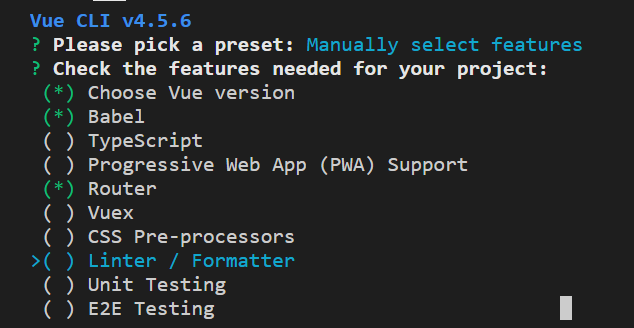 Vue CLI v4.5.6
? Please pick a preset: Manually select features
? Check the features needed for your project:
(*) Choose Vue version
(*) Babel
( ) TypeScript
( ) Progressive Web App (PWA) Support
(*) Router
( ) Vuex
( ) CSS Pre-processors
>( ) Linter / Formatter
( ) Unit Testing
( ) E2E Testing